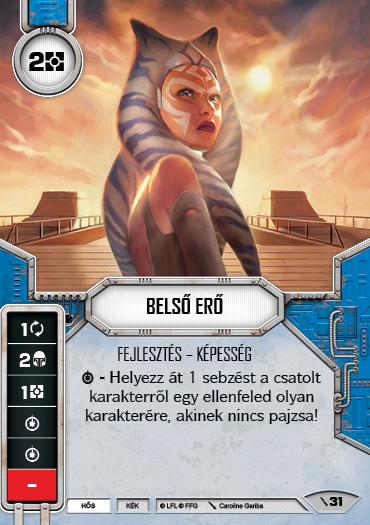 2
BELSŐ ERŐ
FEJLESZTÉS – KÉPESSÉG
- Helyezz át 1 sebzést a csatolt
karakterről egy ellenfeled olyan
karakterére, akinek nincs pajzsa!
1
2
1
–
HŐS
KÉK
© LFL © FFG
Caroline Gariba
31